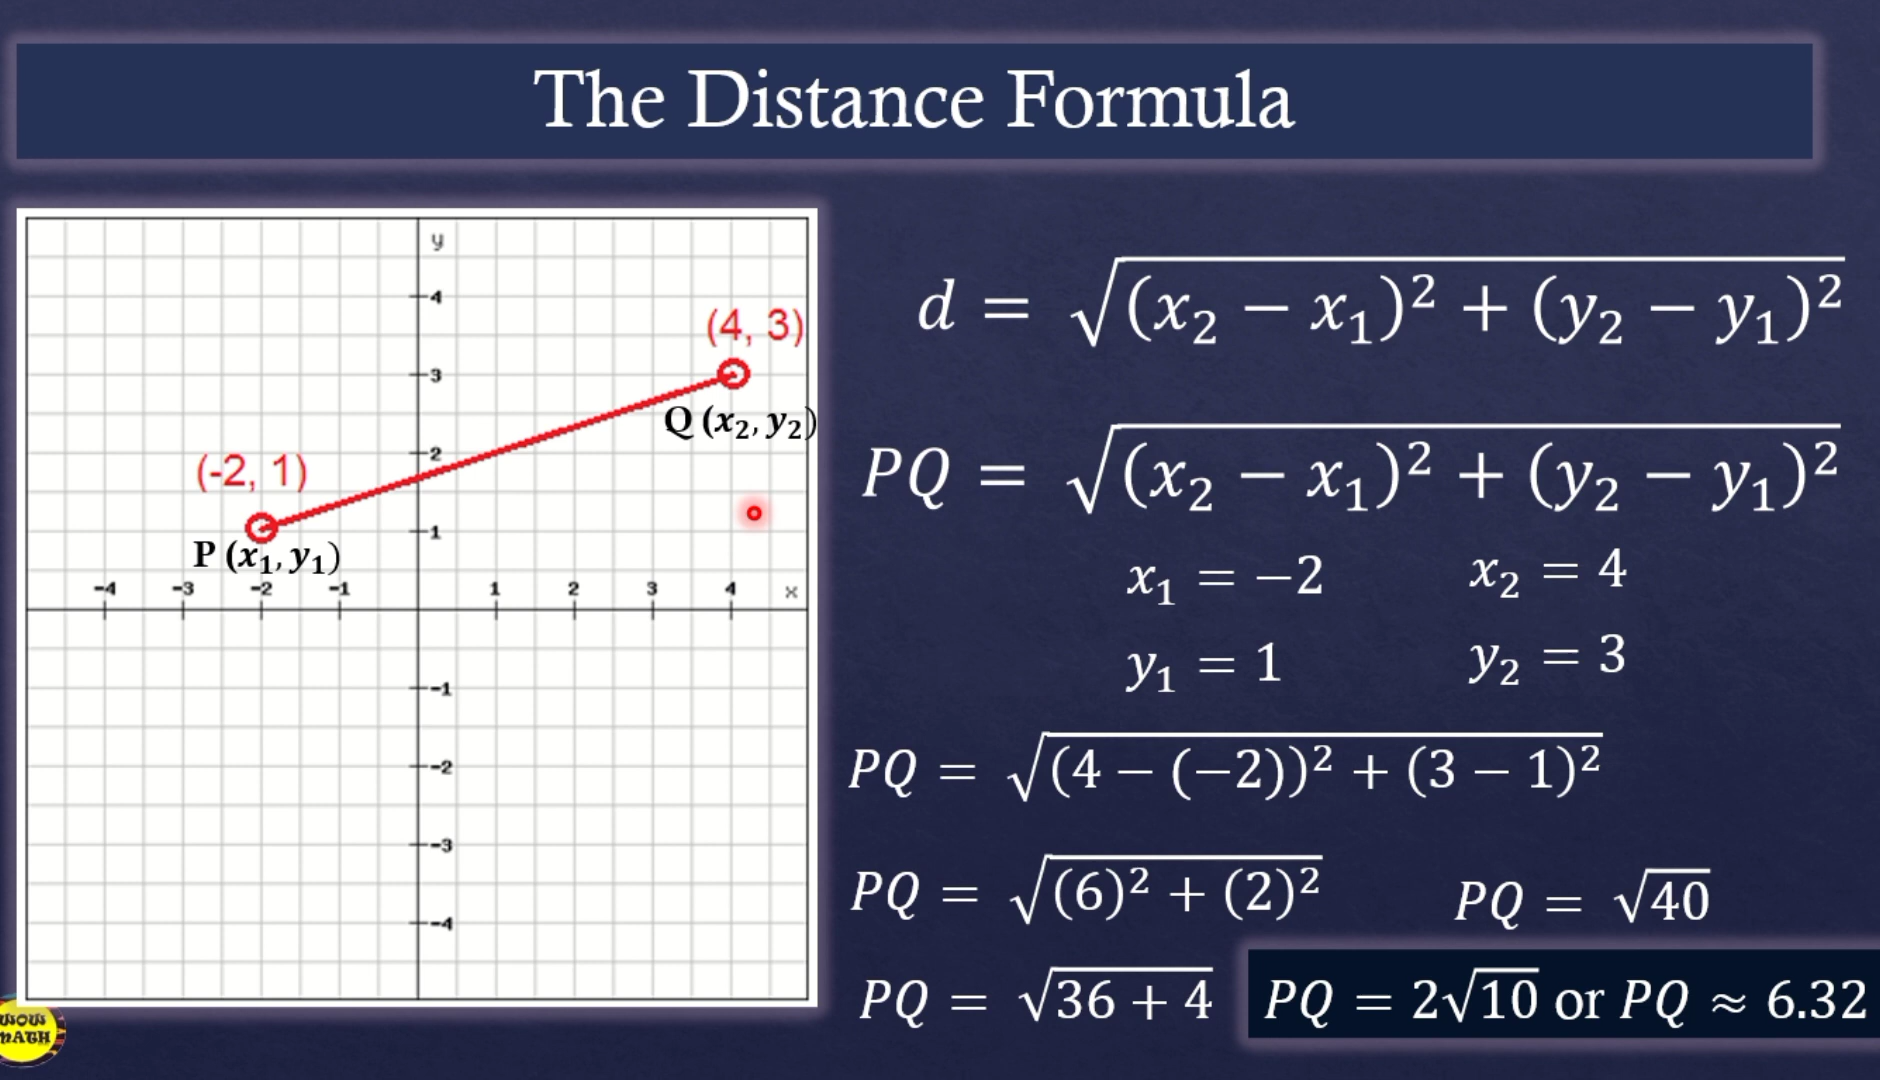 The Distance Formula
y
4
(4, 3)
3
Q (x₂, y₂)
2
(-2, 1)
1
P (x₁, y₁)
-4 -3 -2 -1 1 2 3 4 x
-1
-2
-3
-4
d = √(x₂ − x₁)² + (y₂ − y₁)²
PQ = √(x₂ − x₁)² + (y₂ − y₁)²
x₁ = −2 x₂ = 4
y₁ = 1 y₂ = 3
PQ = √(4 − (−2))² + (3 − 1)²
PQ = √(6)² + (2)² PQ = √40
PQ = √36 + 4 PQ = 2√10 or PQ ≈ 6.32
MATH